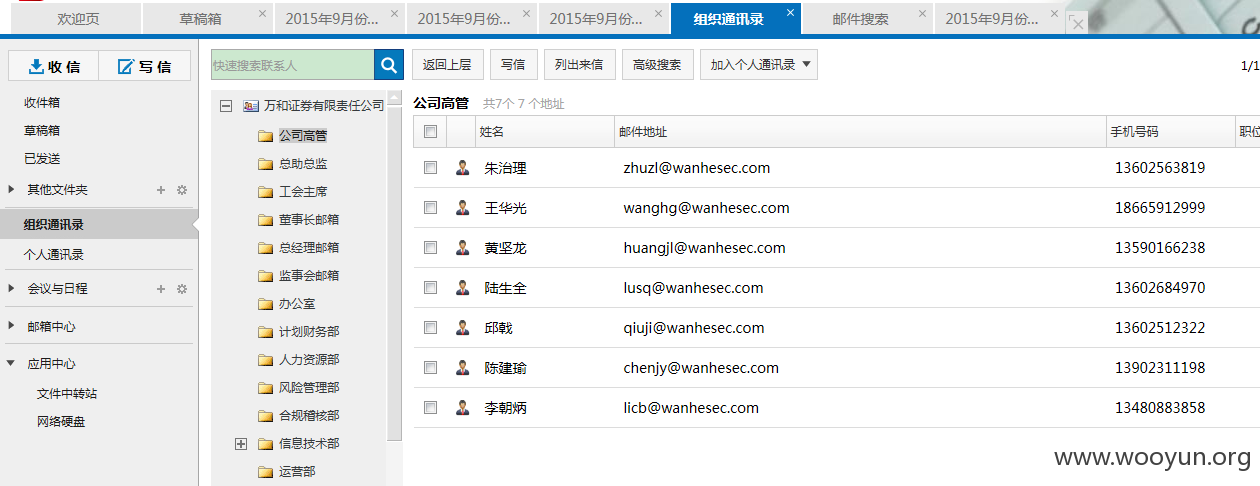 欢迎页 草稿箱 2015年9月份... 2015年9月份... 2015年9月份... 组织通讯录 邮件搜索 2015年9月份...
收信 写信
收件箱
草稿箱
已发送
其他文件夹
组织通讯录
个人通讯录
会议与日程
邮箱中心
应用中心
文件中转站
网络硬盘
快速搜索联系人
万和证券有限责任公司
公司高管
总助总监
工会主席
董事长邮箱
总经理邮箱
监事会邮箱
办公室
计划财务部
人力资源部
风险管理部
合规稽核部
信息技术部
运营部
返回上层 写信 列出来信 高级搜索 加入个人通讯录 1/1
公司高管 共7个 7 个地址
姓名 邮件地址 手机号码 职位
朱治理 zhuzl@wanhesec.com 13602563819
王华光 wanghg@wanhesec.com 18665912999
黄坚龙 huangjl@wanhesec.com 13590166238
陆生全 lusq@wanhesec.com 13602684970
邱戟 qiuji@wanhesec.com 13602512322
陈建瑜 chenjy@wanhesec.com 13902311198
李朝炳 licb@wanhesec.com 13480883858
www.wooyun.org